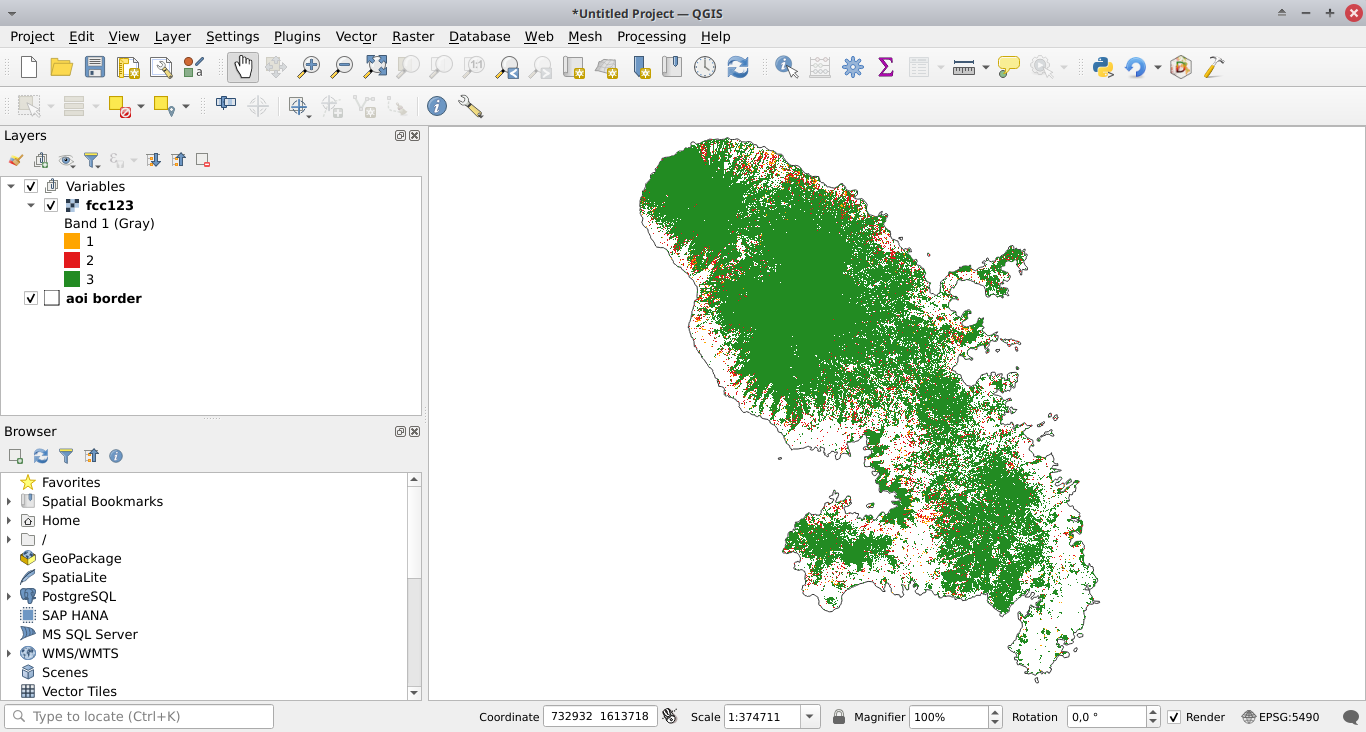 *Untitled Project — QGIS
Project Edit View Layer Settings Plugins Vector Raster Database Web Mesh Processing Help
Layers
Variables
fcc123
Band 1 (Gray)
1
2
3
aoi border
Browser
Favorites
Spatial Bookmarks
Home
/
GeoPackage
SpatiaLite
PostgreSQL
SAP HANA
MS SQL Server
WMS/WMTS
Scenes
Vector Tiles
Type to locate (Ctrl+K) Coordinate 732932 1613718 Scale 1:374711 Magnifier 100% Rotation 0,0 ° Render EPSG:5490